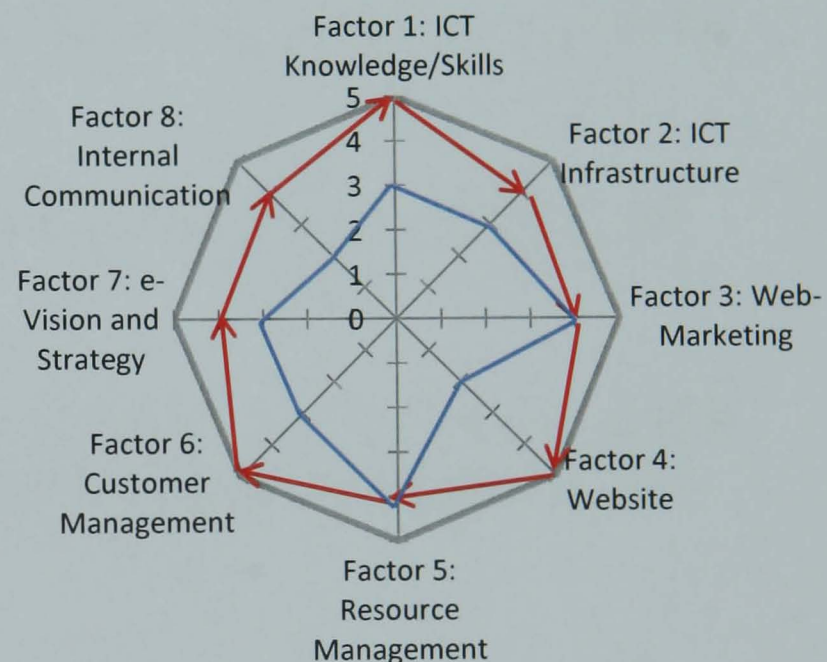 Factor 1: ICT
Knowledge/Skills
Factor 8:
Internal
Communication
Factor 2: ICT
Infrastructure
5
4
3
2
1
0
Factor 7: e-
Vision and
Strategy
Factor 3: Web-
Marketing
Factor 6:
Customer
Management
Factor 4:
Website
Factor 5:
Resource
Management